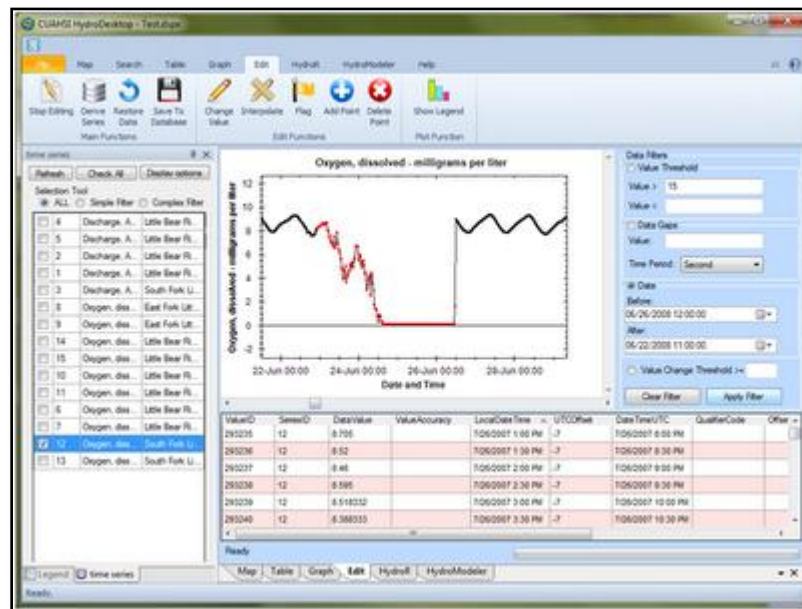 CUAHSI HydroDesktop - Test.dspx
Map Search Table Graph Edit HydroR HydroModeler Help
Stop Editing Derive Series Restore Data Save To Database Change Value Interpolate Flag Add Point Delete Point Show Legend
Main Functions Edit Functions Plot Function
time series
Refresh Check All Display options
Selection Tool
ALL Simple Filter Complex Filter
4 Discharge, A... Little Bear Ri...
5 Discharge, A... Little Bear Ri...
2 Discharge, A... Little Bear Ri...
1 Discharge, A... Little Bear Ri...
3 Discharge, A... South Fork Li...
8 Oxygen, diss... East Fork Litt...
9 Oxygen, diss... East Fork Litt...
14 Oxygen, diss... Little Bear Ri...
15 Oxygen, diss... Little Bear Ri...
10 Oxygen, diss... Little Bear Ri...
11 Oxygen, diss... Little Bear Ri...
6 Oxygen, diss... Little Bear Ri...
7 Oxygen, diss... Little Bear Ri...
12 Oxygen, diss... South Fork Li...
13 Oxygen, diss... South Fork Li...
Legend time series
Oxygen, dissolved - milligrams per liter
Oxygen, dissolved - milligrams per liter
12
10
8
6
4
2
0
-2
22-Jun 00:00 24-Jun 00:00 26-Jun 00:00 28-Jun 00:00
Date and Time
Data Filters
Value Threshold
Value > 15
Value <
Data Gaps
Value:
Time Period: Second
Date
Before:
06/26/2008 12:00:00
After:
06/22/2008 11:00:00
Value Change Threshold >=
Clear Filter Apply Filter
ValueID SeriesID DataValue ValueAccuracy LocalDateTime UTCOffset DateTimeUTC QualifierCode Offse
293235 12 8.705 7/26/2007 1:00 PM -7 7/26/2007 8:00 PM
293236 12 8.52 7/26/2007 1:30 PM -7 7/26/2007 8:30 PM
293237 12 8.46 7/26/2007 2:00 PM -7 7/26/2007 9:00 PM
293238 12 8.595 7/26/2007 2:30 PM -7 7/26/2007 9:30 PM
293239 12 8.518332 7/26/2007 3:00 PM -7 7/26/2007 10:00 PM
293240 12 8.388333 7/26/2007 3:30 PM -7 7/26/2007 10:30 PM
Ready
Map Table Graph Edit HydroR HydroModeler
Ready.